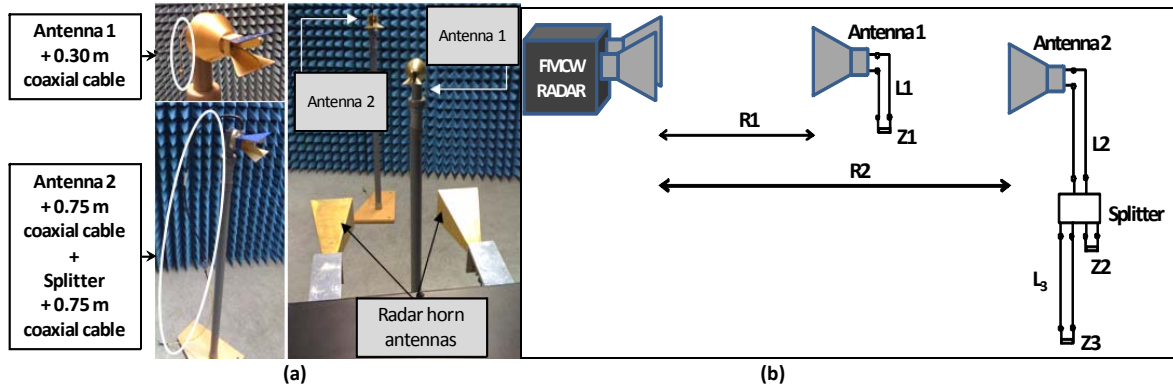 Antenna 1
+ 0.30 m
coaxial cable
Antenna 2
+ 0.75 m
coaxial cable
+
Splitter
+ 0.75 m
coaxial cable
Antenna 1
Antenna 2
Radar horn
antennas
(a)
FMCW
RADAR
Antenna 1
L1
Z1
R1
R2
Antenna 2
L2
Splitter
Z2
L3
Z3
(b)